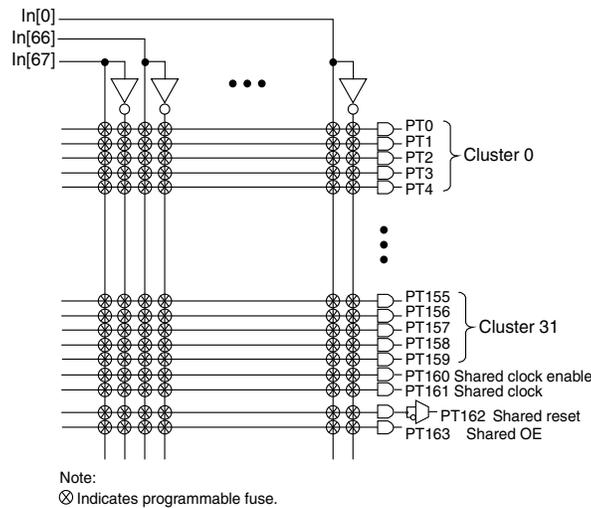 In[0]
In[66]
In[67]
PT0
PT1
PT2
PT3
PT4
Cluster 0
PT155
PT156
PT157
PT158
PT159
Cluster 31
PT160 Shared clock enable
PT161 Shared clock
PT162 Shared reset
PT163 Shared OE
Note:
Indicates programmable fuse.